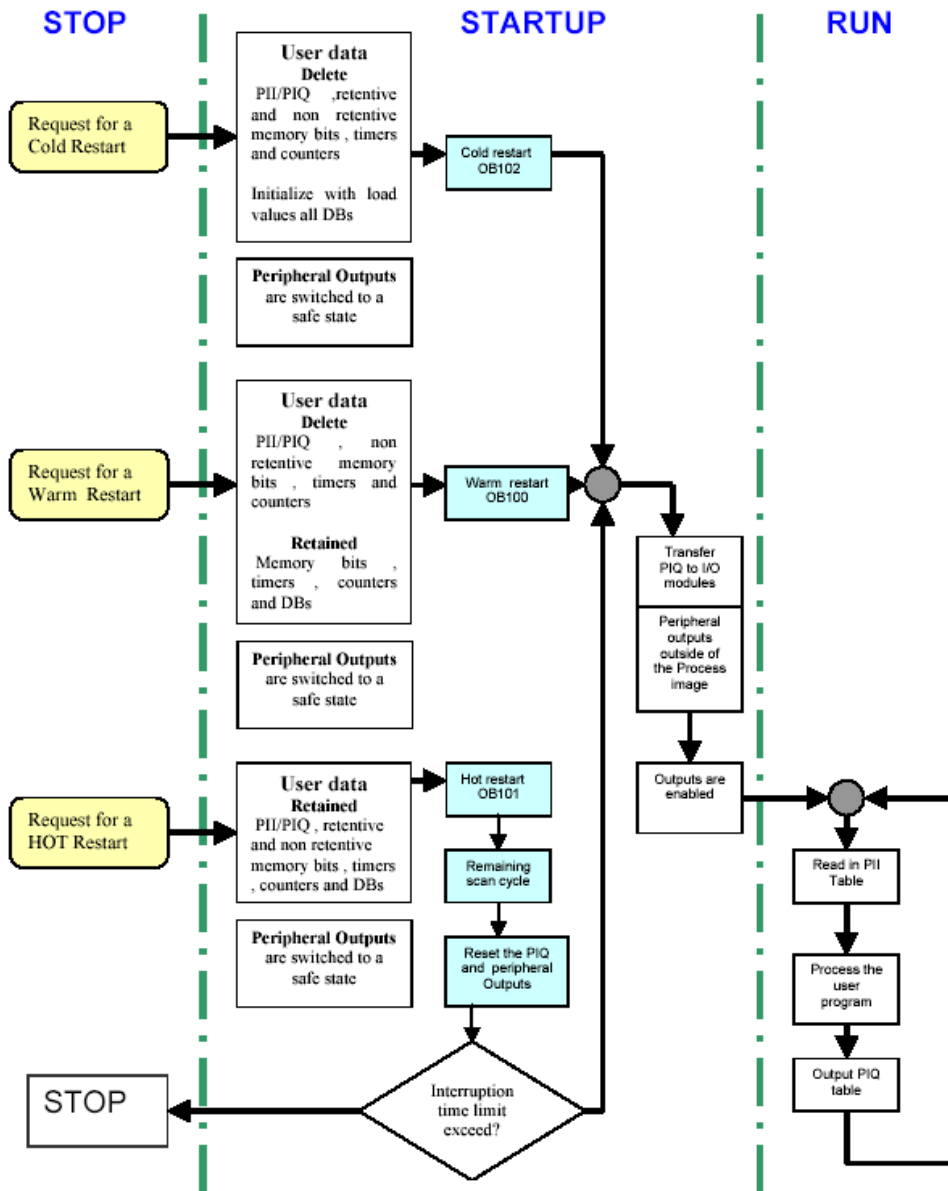 STOP
STARTUP
RUN
Request for a
Cold Restart
User data
Delete
PII/PIQ ,retentive
and non retentive
memory bits , timers
and counters
Initialize with load
values all DBs
Cold restart
OB102
Peripheral Outputs
are switched to a
safe state
Request for a
Warm Restart
User data
Delete
PII/PIQ , non
retentive memory
bits , timers and
counters
Retained
Memory bits ,
timers , counters
and DBs
Warm restart
OB100
Peripheral Outputs
are switched to a
safe state
Transfer
PIQ to I/O
modules
Peripheral
outputs
outside of
the Process
image
Outputs are
enabled
Request for a
HOT Restart
User data
Retained
PII/PIQ , retentive
and non retentive
memory bits , timers
, counters and DBs
Hot restart
OB101
Remaining
scan cycle
Reset the PIQ
and peripheral
Outputs
Peripheral Outputs
are switched to a
safe state
Interruption
time limit
exceed?
STOP
Read in PII
Table
Process the
user
program
Output PIQ
table